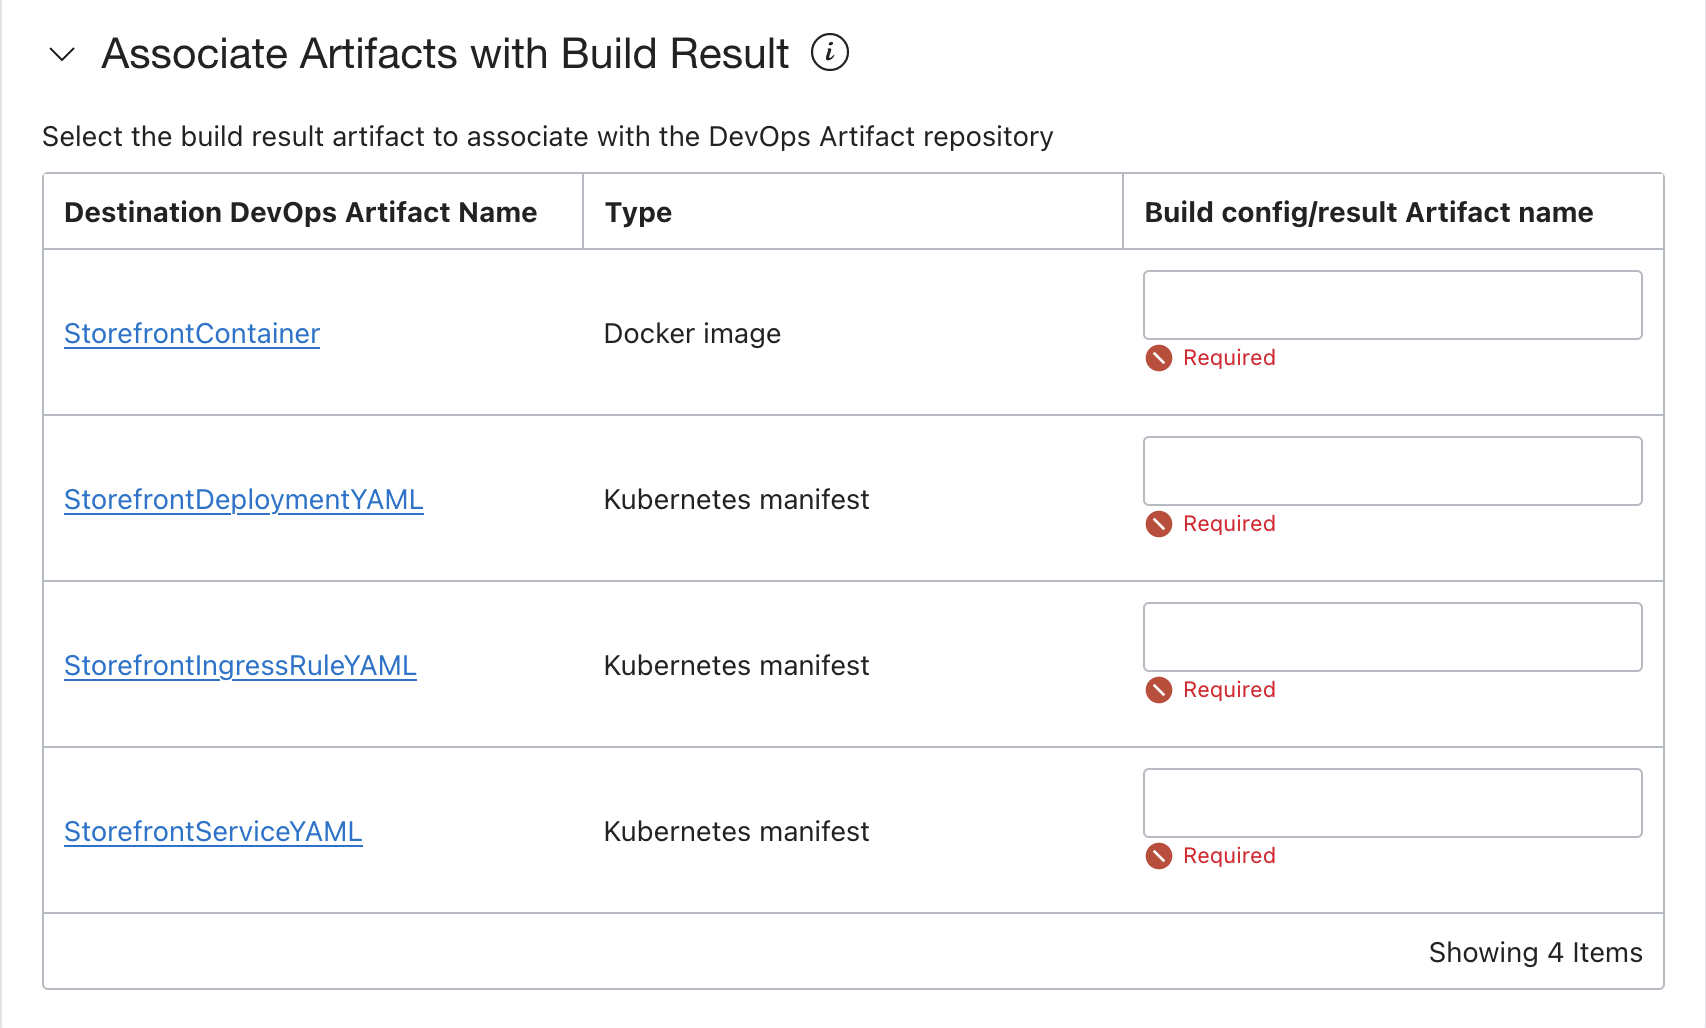 Associate Artifacts with Build Result
Select the build result artifact to associate with the DevOps Artifact repository
Destination DevOps Artifact Name Type Build config/result Artifact name
StorefrontContainer Docker image
Required
StorefrontDeploymentYAML Kubernetes manifest
Required
StorefrontIngressRuleYAML Kubernetes manifest
Required
StorefrontServiceYAML Kubernetes manifest
Required
Showing 4 Items